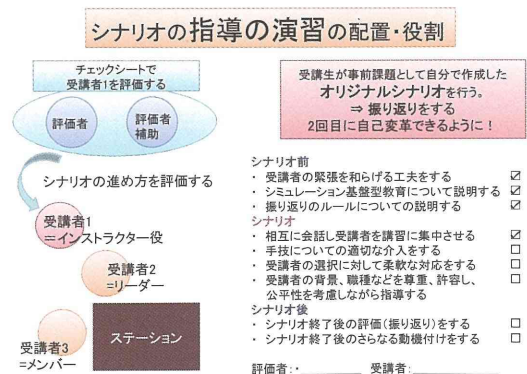 シナリオの指導の演習の配置・役割
チェックシートで
受講者1を評価する
評価者
評価者
補助
シナリオの進め方を評価する
受講者1
=インストラクター役
受講者2
=リーダー
受講者3
=メンバー
ステーション
受講生が事前課題として自分で作成した
オリジナルシナリオを行う。
⇒ 振り返りをする
2回目に自己変革できるように！
シナリオ前
・ 受講者の緊張を和らげる工夫をする ☑
・ シミュレーション基盤型教育について説明する ☑
・ 振り返りのルールについての説明する ☑
シナリオ
・ 相互に会話し受講者を講習に集中させる ☑
・ 手技についての適切な介入をする □
・ 受講者の選択に対して柔軟な対応をする □
・ 受講者の背景、職種などを尊重、許容し、 □
公平性を考慮しながら指導する
シナリオ後
・ シナリオ終了後の評価(振り返り)をする □
・ シナリオ終了後のさらなる動機付けをする □
評価者:・________ 受講者:________